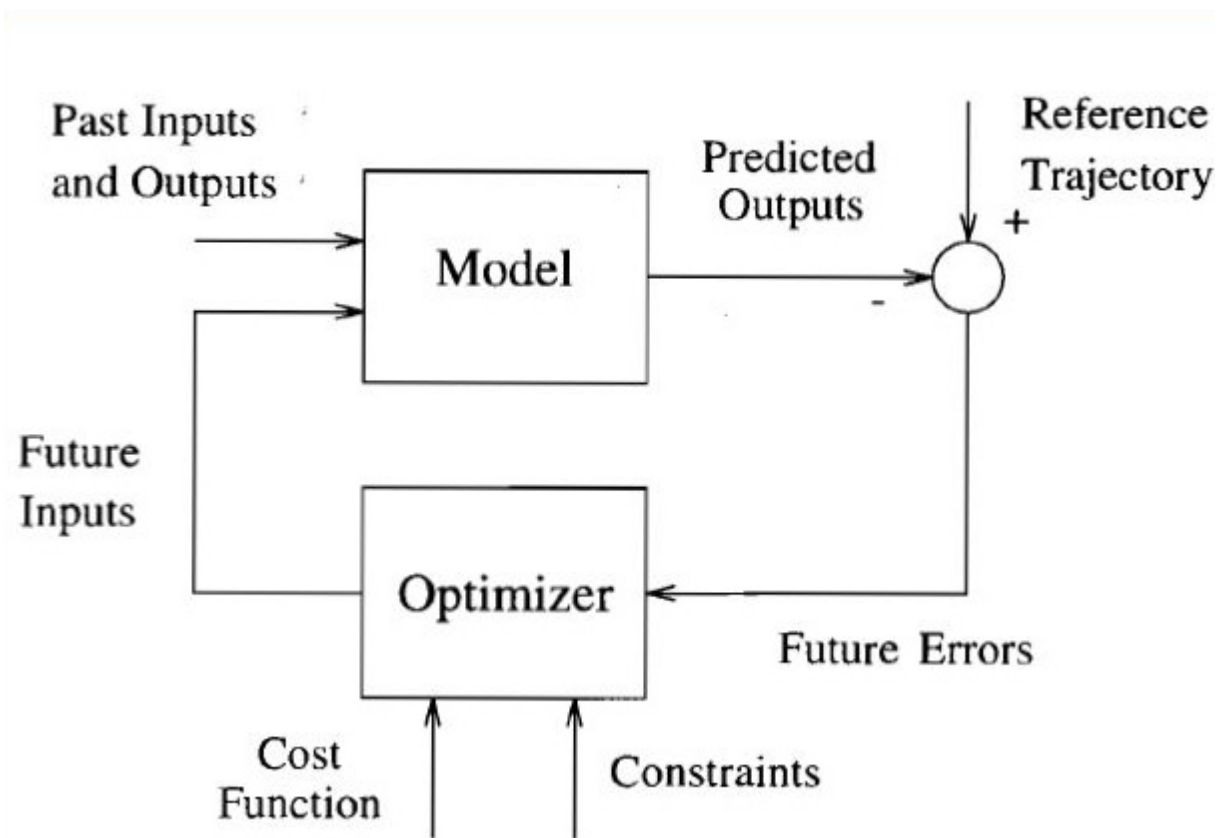 Past Inputs
and Outputs
Model
Predicted
Outputs
-
+
Reference
Trajectory
Future
Inputs
Optimizer
Future Errors
Cost
Function
Constraints